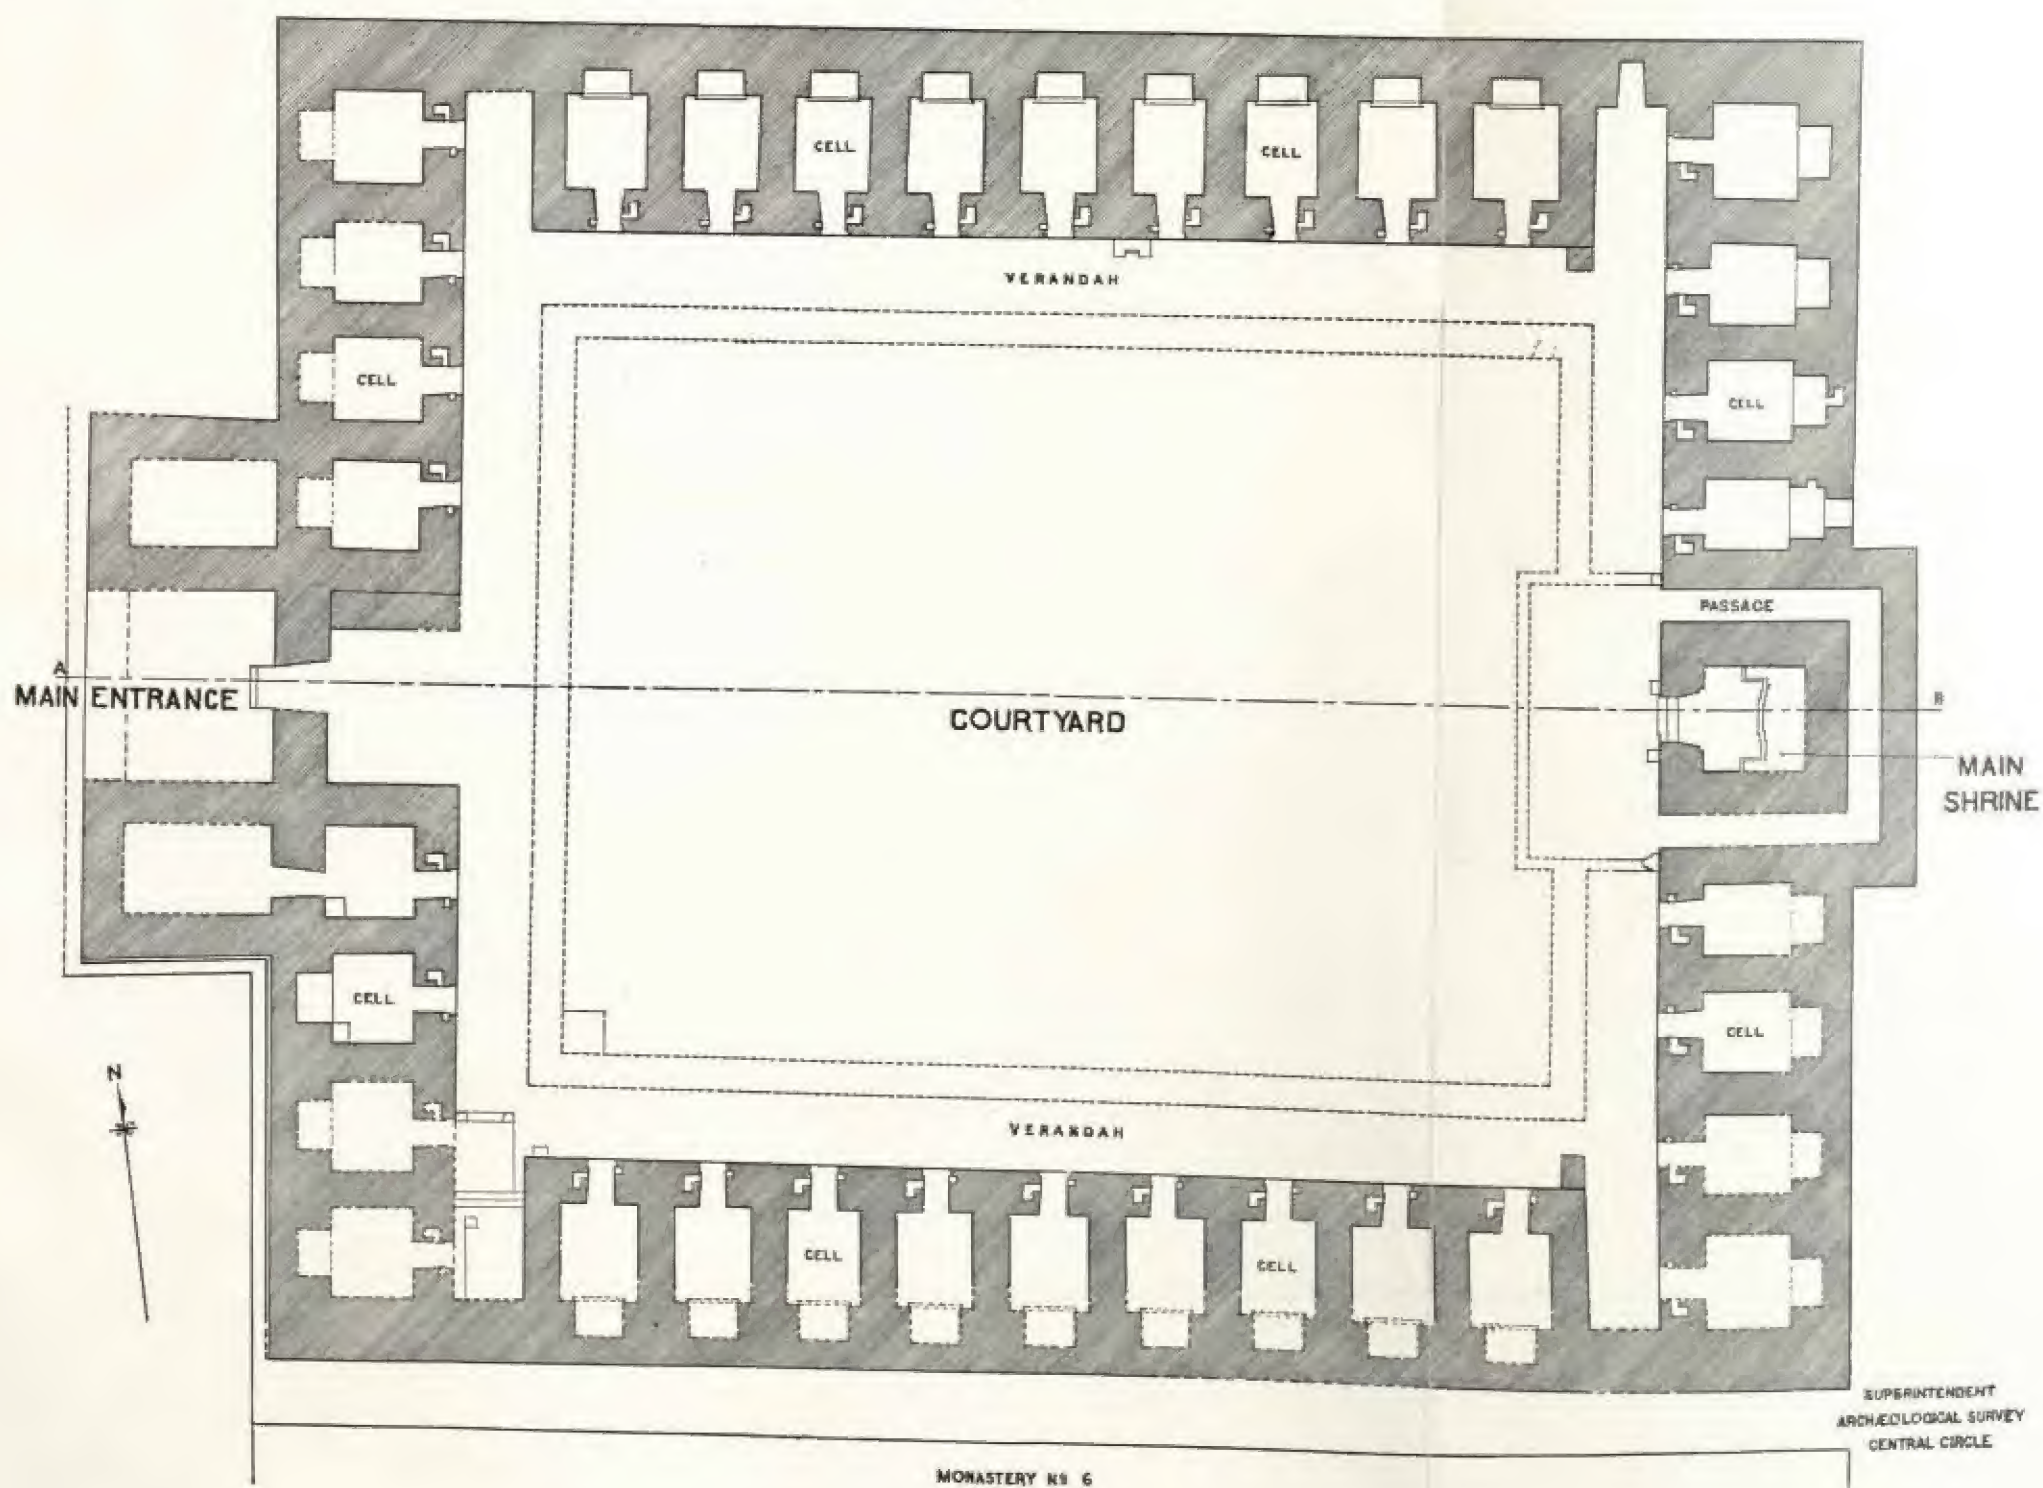 CELL
CELL
VERANDAH
CELL
CELL
PASSAGE
A
B
MAIN ENTRANCE
COURTYARD
MAIN
SHRINE
CELL
CELL
N
VERANDAH
CELL
CELL
SUPERINTENDENT
ARCHÆOLOGICAL SURVEY
CENTRAL CIRCLE
MONASTERY Nº 6